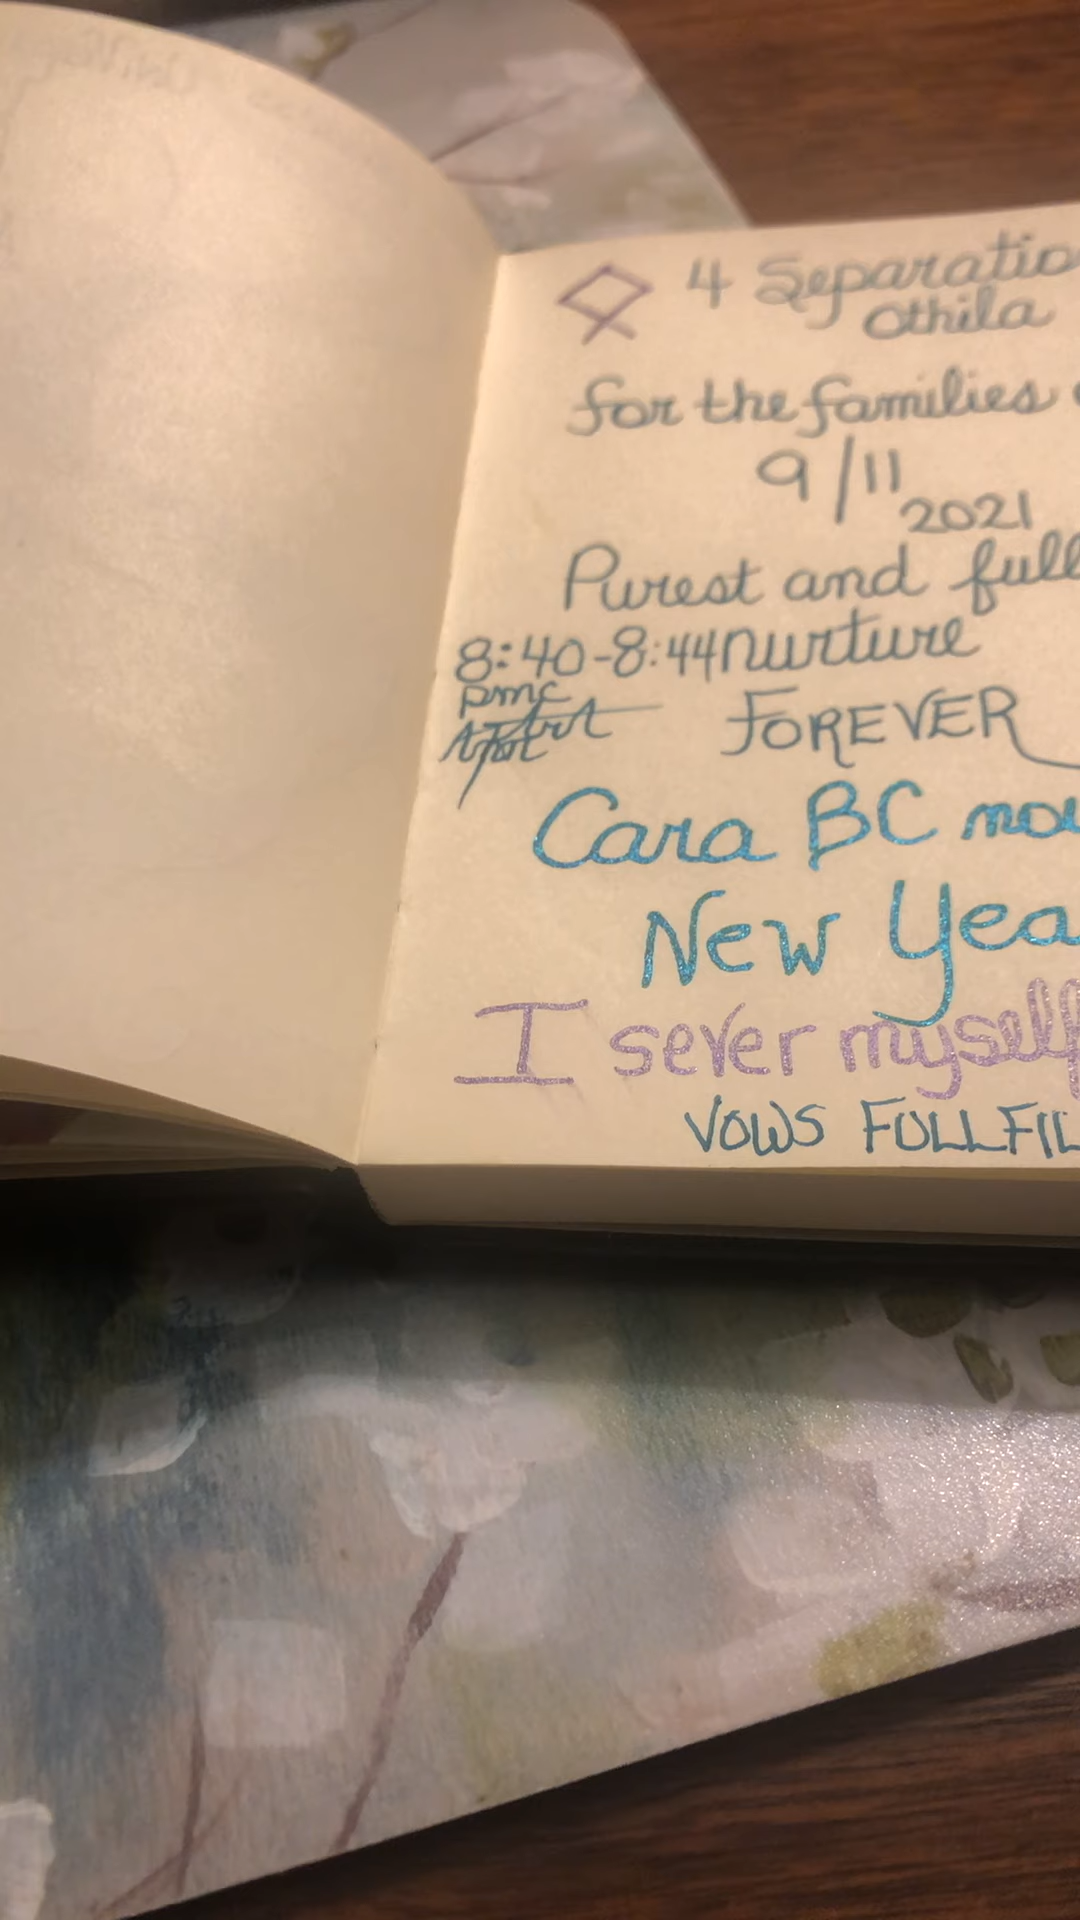 4 Separatio
Othila
for the families
9/11
2021
Purest and full
8:40-8:44 nurture
pmc
FOREVER
Cara BC
New Yea
I sever myself
VOWS FULLFIL